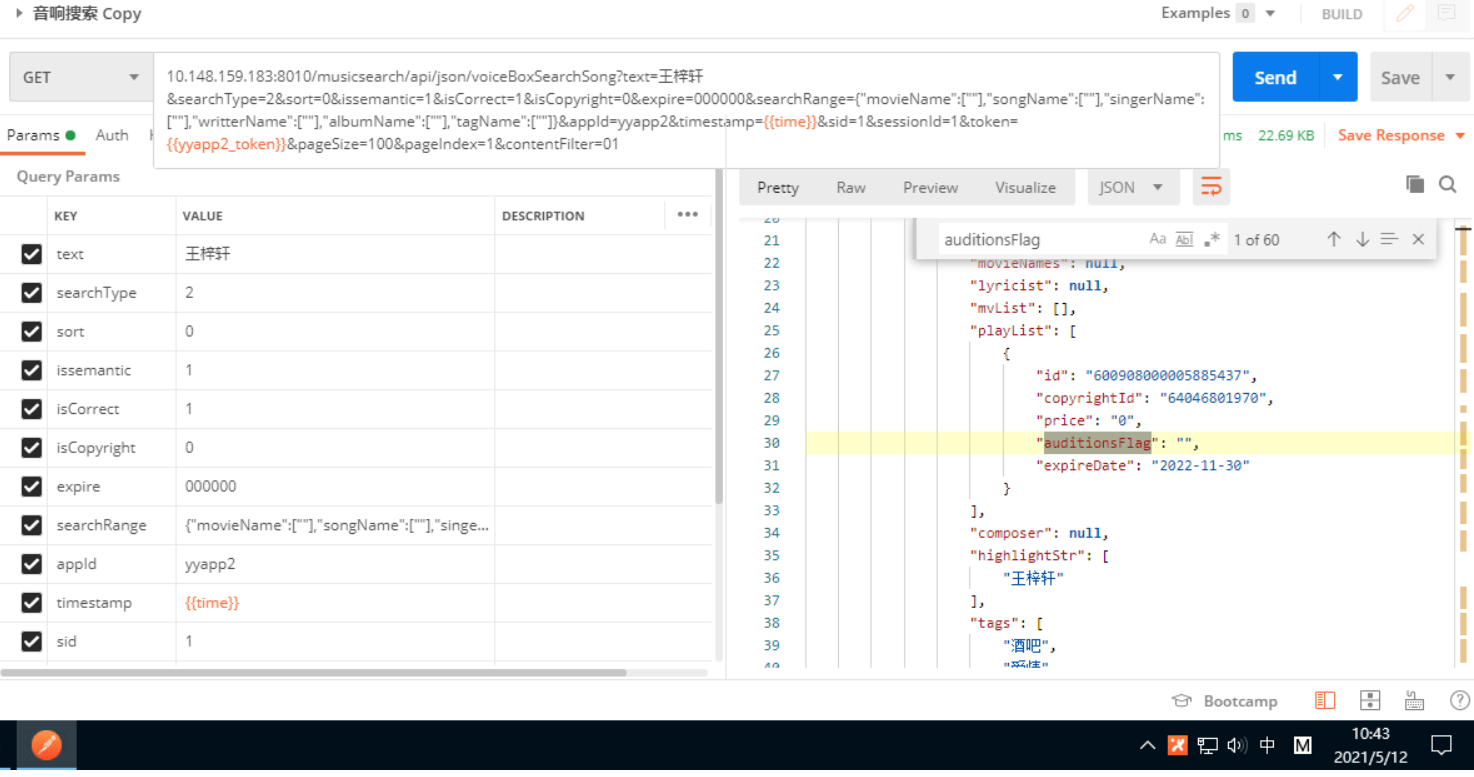 音响搜索 Copy
Examples 0
BUILD
GET
10.148.159.183:8010/musicsearch/api/json/voiceBoxSearchSong?text=王梓轩
&searchType=2&sort=0&issemantic=1&isCorrect=1&isCopyright=0&expire=000000&searchRange={"movieName":[""],"songName":[""],"singerName":
[""],"writterName":[""],"albumName":[""],"tagName":[""]}&appId=yyapp2&timestamp={{time}}&sid=1&sessionId=1&token=
{{yyapp2_token}}&pageSize=100&pageIndex=1&contentFilter=01
Send
Save
Params
Auth
ms 22.69 KB
Save Response
Query Params
Pretty Raw Preview Visualize JSON
KEY VALUE DESCRIPTION
text 王梓轩
searchType 2
sort 0
issemantic 1
isCorrect 1
isCopyright 0
expire 000000
searchRange {"movieName":[""],"songName":[""],"singe...
appId yyapp2
timestamp {{time}}
sid 1
auditionsFlag Aa Abl .* 1 of 60
20
21
22 "movieNames": null,
23 "lyricist": null,
24 "mvList": [],
25 "playList": [
26 {
27 "id": "600908000005885437",
28 "copyrightId": "64046801970",
29 "price": "0",
30 "auditionsFlag": "",
31 "expireDate": "2022-11-30"
32 }
33 ],
34 "composer": null,
35 "highlightStr": [
36 "王梓轩"
37 ],
38 "tags": [
39 "酒吧",
40 "爱情"
Bootcamp
中 M
10:43
2021/5/12